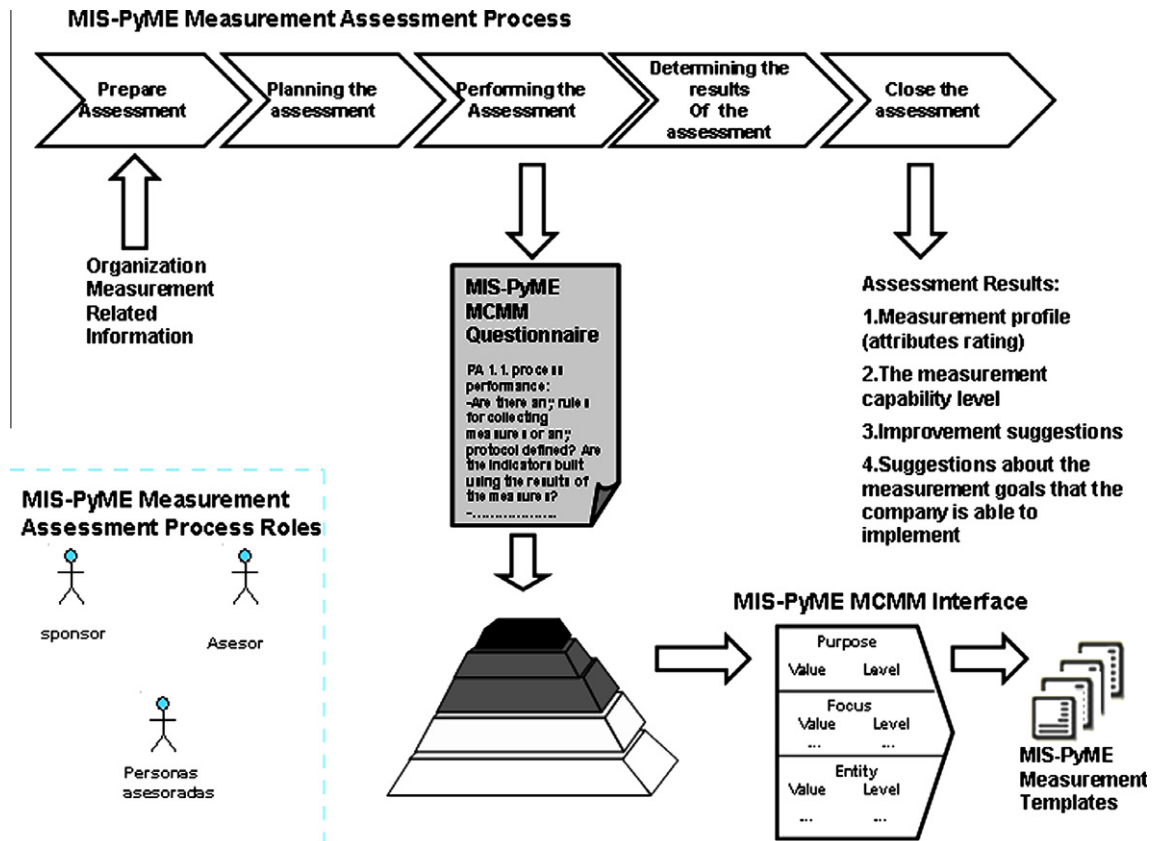 MIS-PyME Measurement Assessment Process
Prepare
Assessment
Planning the
assessment
Performing the
Assessment
Determining the
results
Of the
assessment
Close the
assessment
Organization
Measurement
Related
Information
MIS-PyME
MCMM
Questionnaire
PA 1.1. process
performance:
-Are there any rules
for collecting
measures or any
protocol defined? Are
the indicators built
using the results of
the measures?
-...................
Assessment Results:
1.Measurement profile
(attributes rating)
2.The measurement
capability level
3.Improvement suggestions
4.Suggestions about the
measurement goals that the
company is able to
implement
MIS-PyME Measurement
Assessment Process Roles
sponsor
Asesor
Personas
asesoradas
MIS-PyME MCMM Interface
Purpose
Value Level
Focus
Value Level
... ...
Entity
Value Level
... ...
MIS-PyME
Measurement
Templates